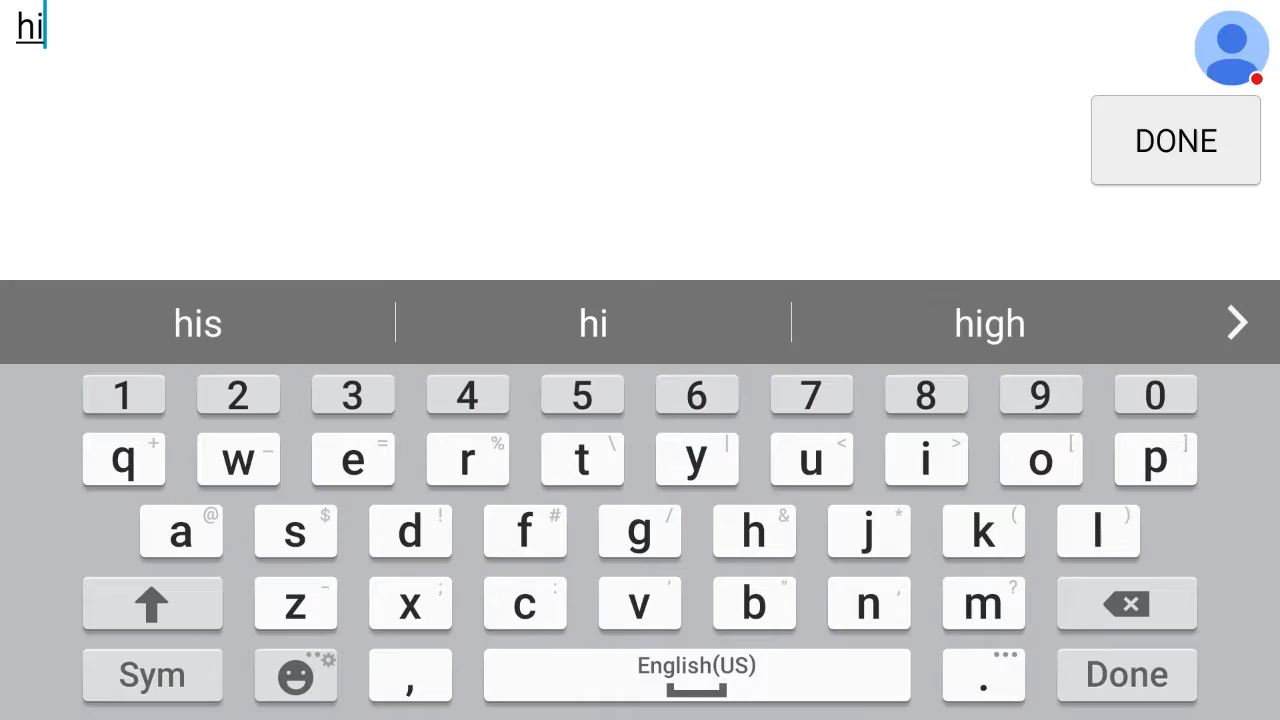 hi
DONE
his hi high
1 2 3 4 5 6 7 8 9 0
q + w _ e = r % t \ y | u < i > o [ p ]
a @ s $ d ! f # g / h & j * k ( l )
z - x ; c : v ' b " n , m ?
Sym , English(US) . Done